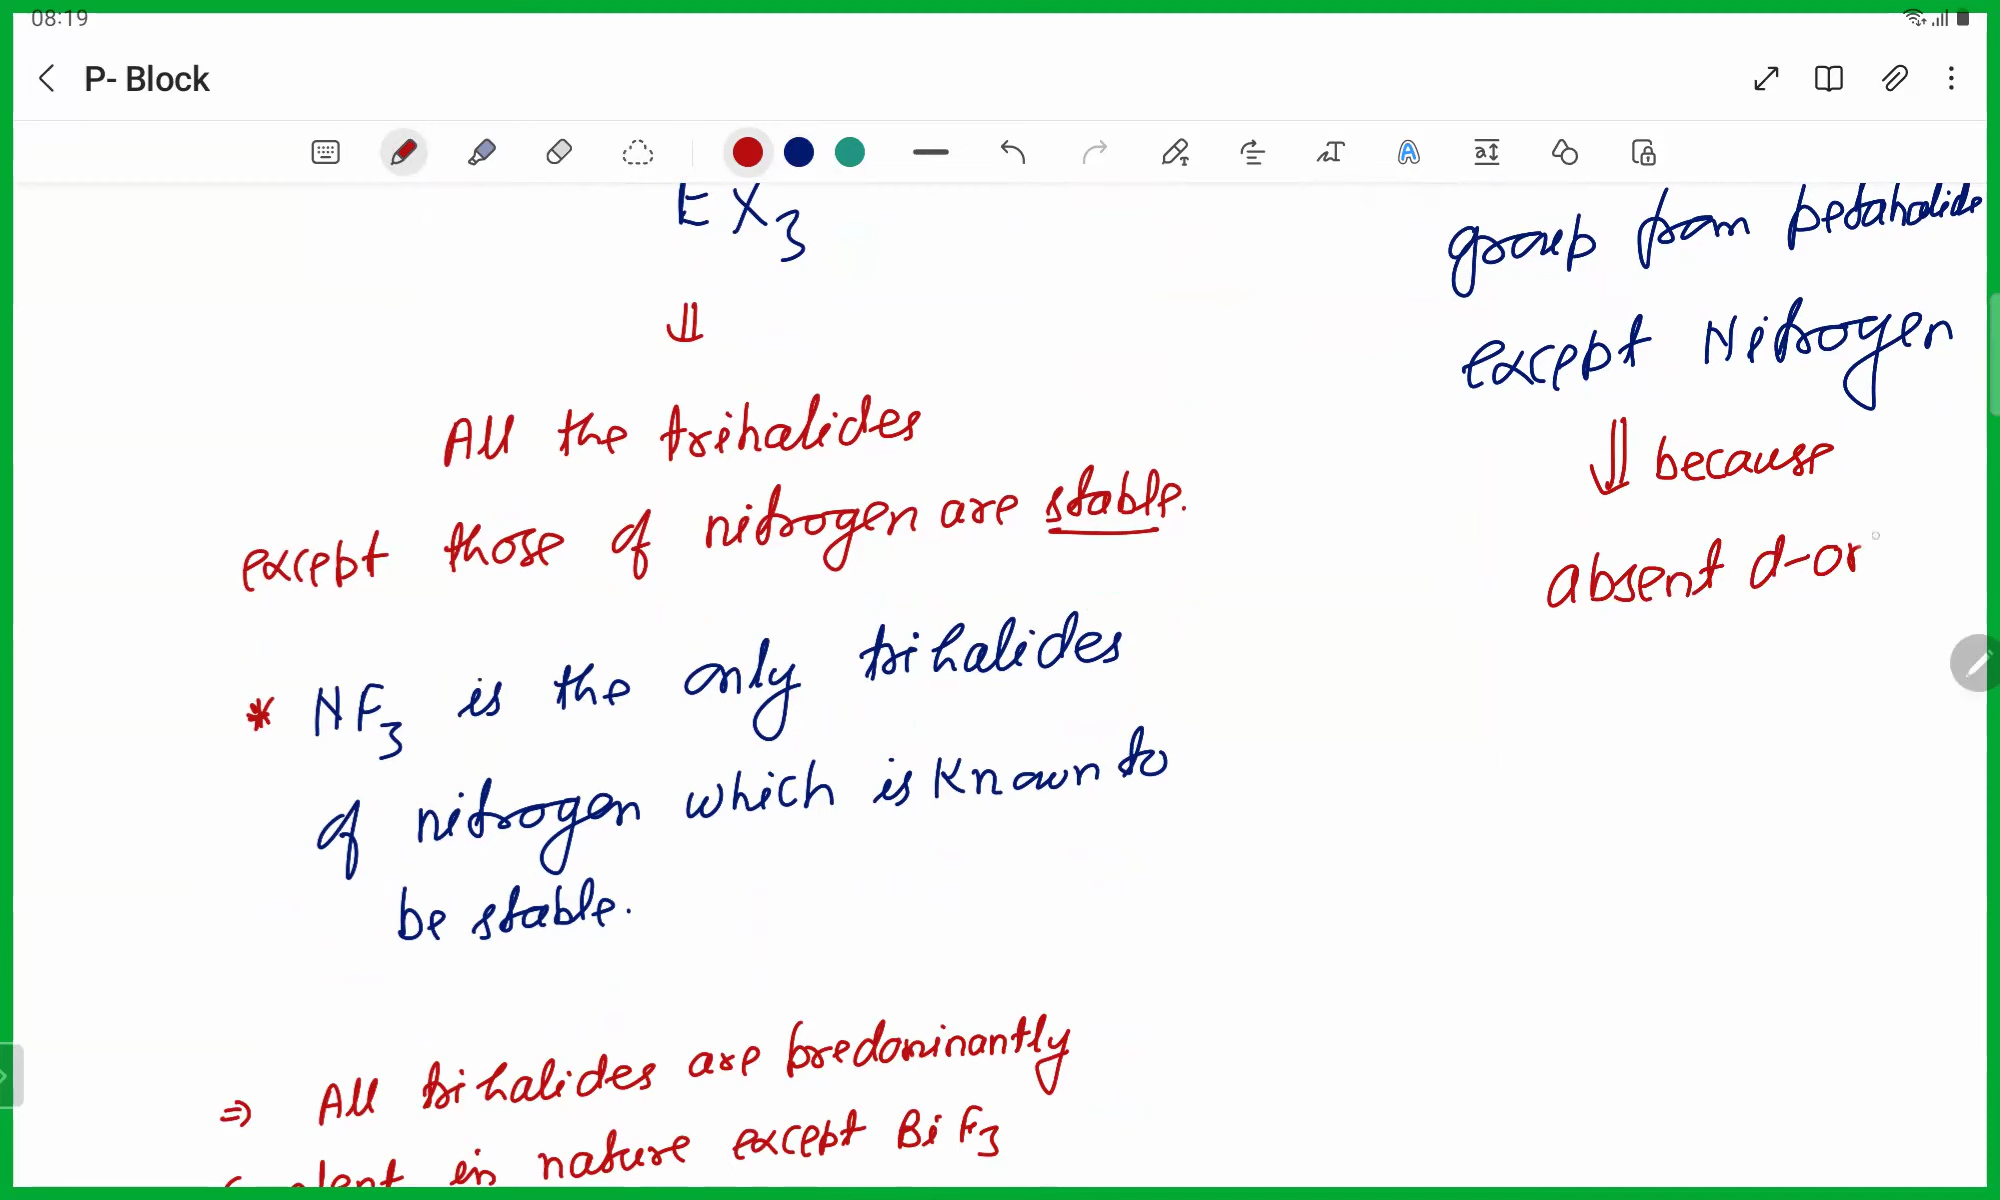 08:19
P- Block
EX3
⇓
All the trihalides
except those of nitrogen are stable.
* NF3 is the only trihalides
of nitrogen which is Known to
be stable.
⇒ All trihalides are predominantly
in nature except BiF3
group from petahalide
except Nitrogen
⇓ because
absent d-or